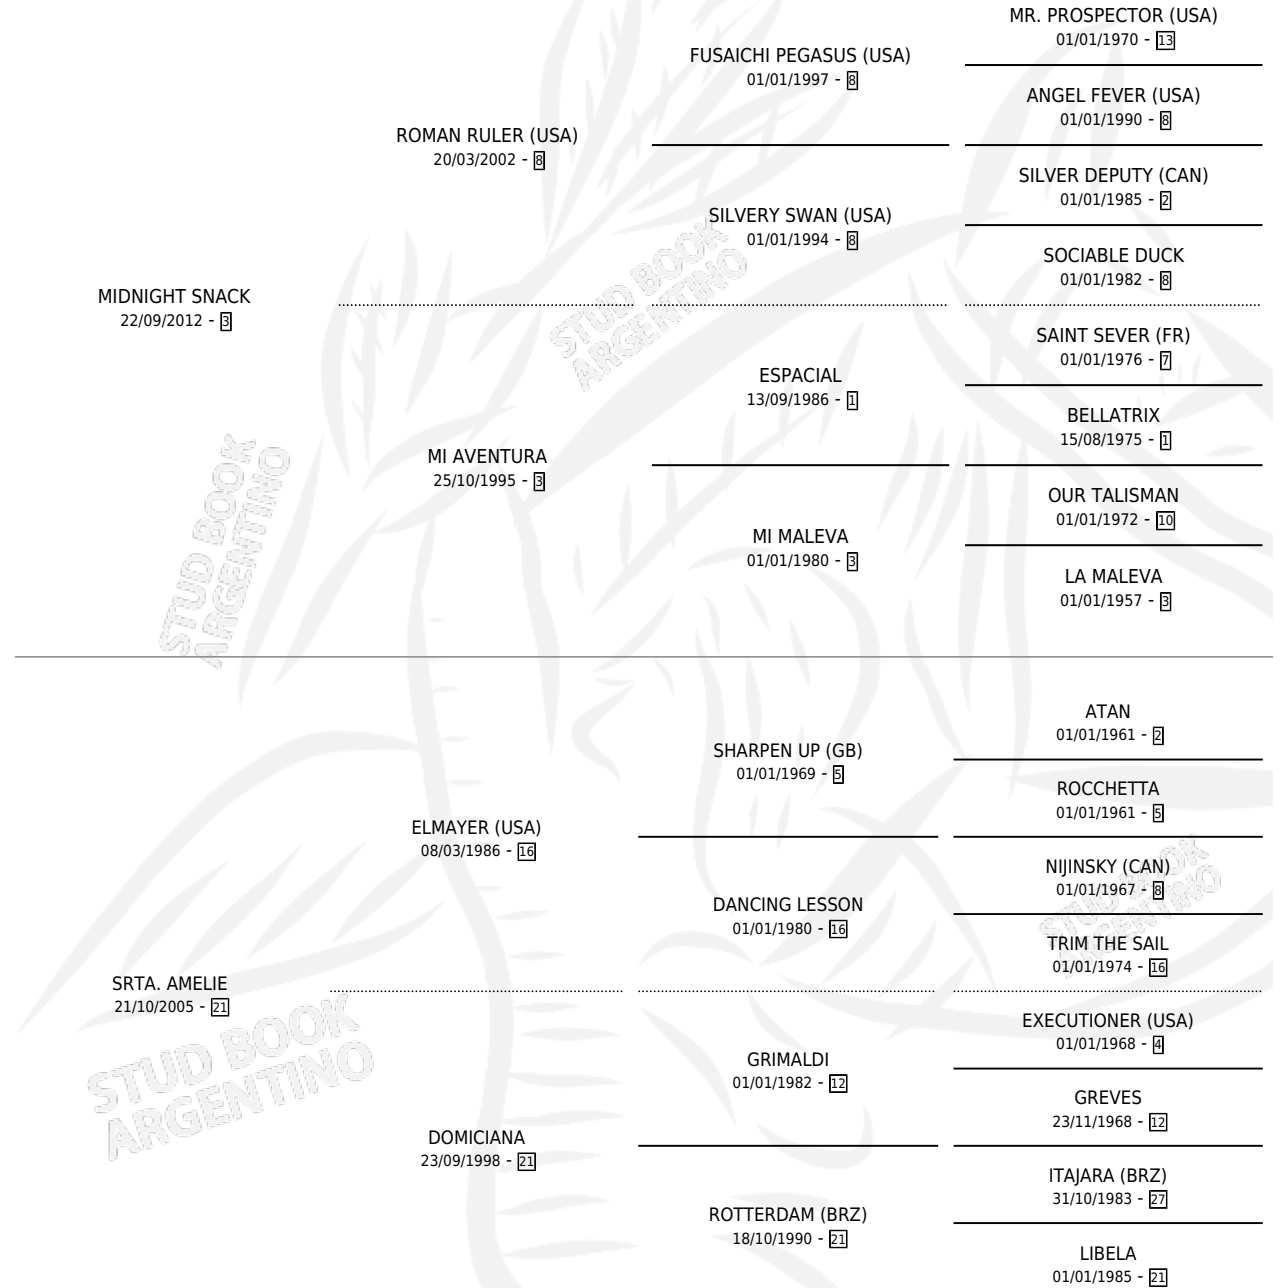 MR. PROSPECTOR (USA)
01/01/1970 - 13
FUSAICHI PEGASUS (USA)
01/01/1997 - 8
ANGEL FEVER (USA)
01/01/1990 - 8
ROMAN RULER (USA)
20/03/2002 - 8
SILVER DEPUTY (CAN)
01/01/1985 - 2
SILVERY SWAN (USA)
01/01/1994 - 8
SOCIABLE DUCK
01/01/1982 - 8
MIDNIGHT SNACK
22/09/2012 - 3
SAINT SEVER (FR)
01/01/1976 - 7
ESPACIAL
13/09/1986 - 1
BELLATRIX
15/08/1975 - 1
MI AVENTURA
25/10/1995 - 3
OUR TALISMAN
01/01/1972 - 10
MI MALEVA
01/01/1980 - 3
LA MALEVA
01/01/1957 - 3
STUD BOOK
ARGENTINO
STUD BOOK
ARGENTINO
ATAN
01/01/1961 - 2
SHARPEN UP (GB)
01/01/1969 - 5
ROCCHETTA
01/01/1961 - 5
ELMAYER (USA)
08/03/1986 - 16
NIJINSKY (CAN)
01/01/1967 - 8
DANCING LESSON
01/01/1980 - 16
TRIM THE SAIL
01/01/1974 - 16
SRTA. AMELIE
21/10/2005 - 21
EXECUTIONER (USA)
01/01/1968 - 4
GRIMALDI
01/01/1982 - 12
GREVES
23/11/1968 - 12
DOMICIANA
23/09/1998 - 21
ITAJARA (BRZ)
31/10/1983 - 27
ROTTERDAM (BRZ)
18/10/1990 - 21
LIBELA
01/01/1985 - 21
STUD BOOK
ARGENTINO
STUD BOOK
ARGENTINO